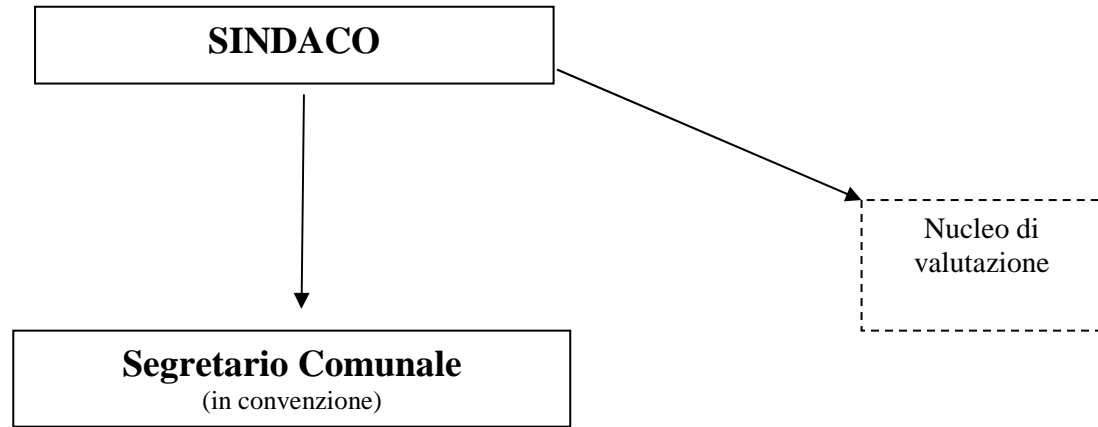 SINDACO
Nucleo di
valutazione
Segretario Comunale
(in convenzione)